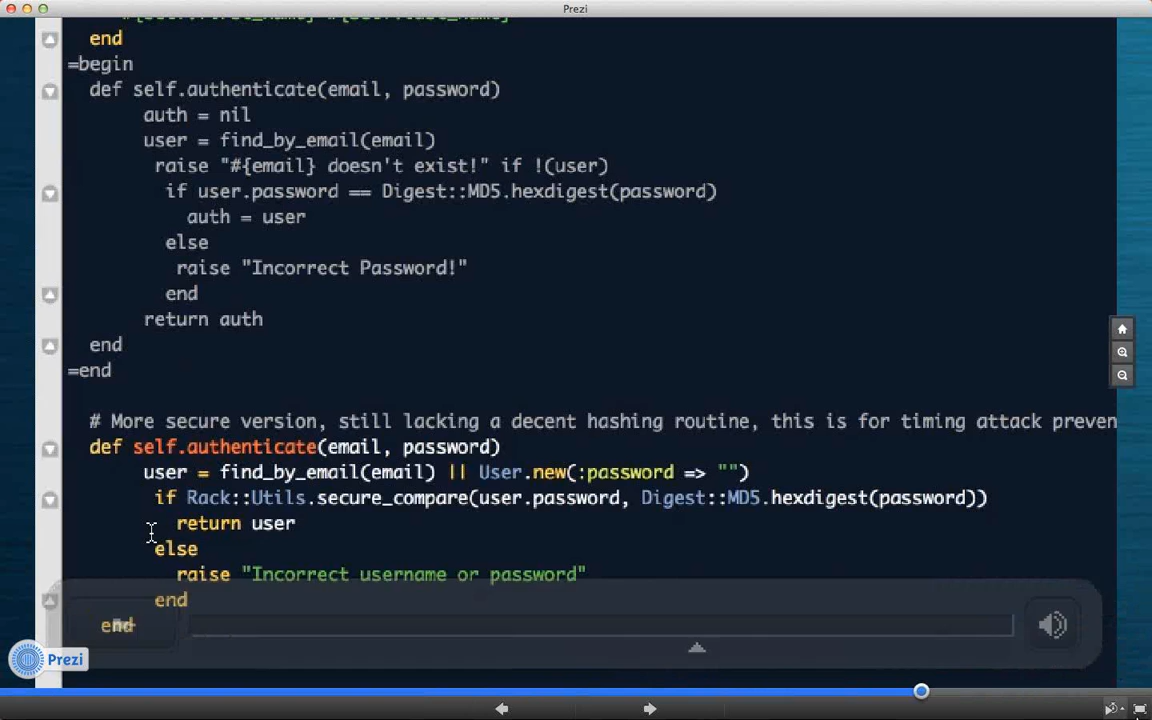 Prezi
end
=begin
def self.authenticate(email, password)
auth = nil
user = find_by_email(email)
raise "#{email} doesn't exist!" if !(user)
if user.password == Digest::MD5.hexdigest(password)
auth = user
else
raise "Incorrect Password!"
end
return auth
end
=end
# More secure version, still lacking a decent hashing routine, this is for timing attack preven
def self.authenticate(email, password)
user = find_by_email(email) || User.new(:password => "")
if Rack::Utils.secure_compare(user.password, Digest::MD5.hexdigest(password))
return user
else
raise "Incorrect username or password"
end
end
Prezi